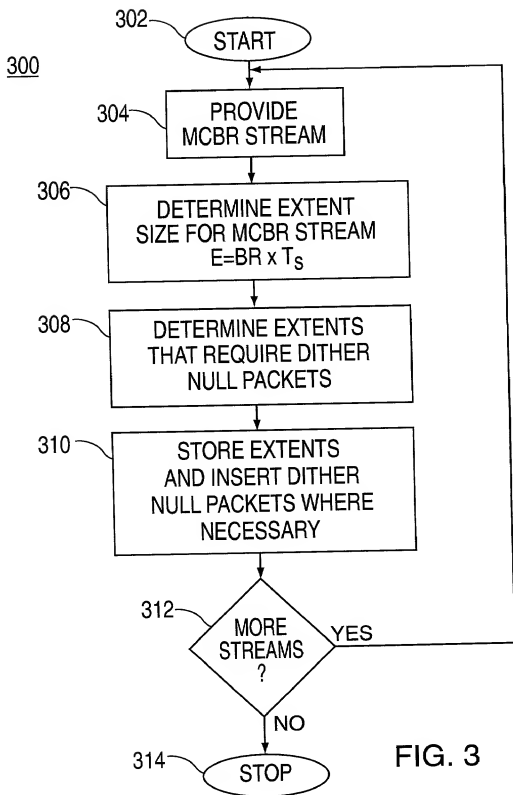 302
START
300
304
PROVIDE
MCBR STREAM
306
DETERMINE EXTENT
SIZE FOR MCBR STREAM
E=BR x TS
308
DETERMINE EXTENTS
THAT REQUIRE DITHER
NULL PACKETS
310
STORE EXTENTS
AND INSERT DITHER
NULL PACKETS WHERE
NECESSARY
312
MORE
STREAMS
?
YES
NO
314
STOP
FIG. 3